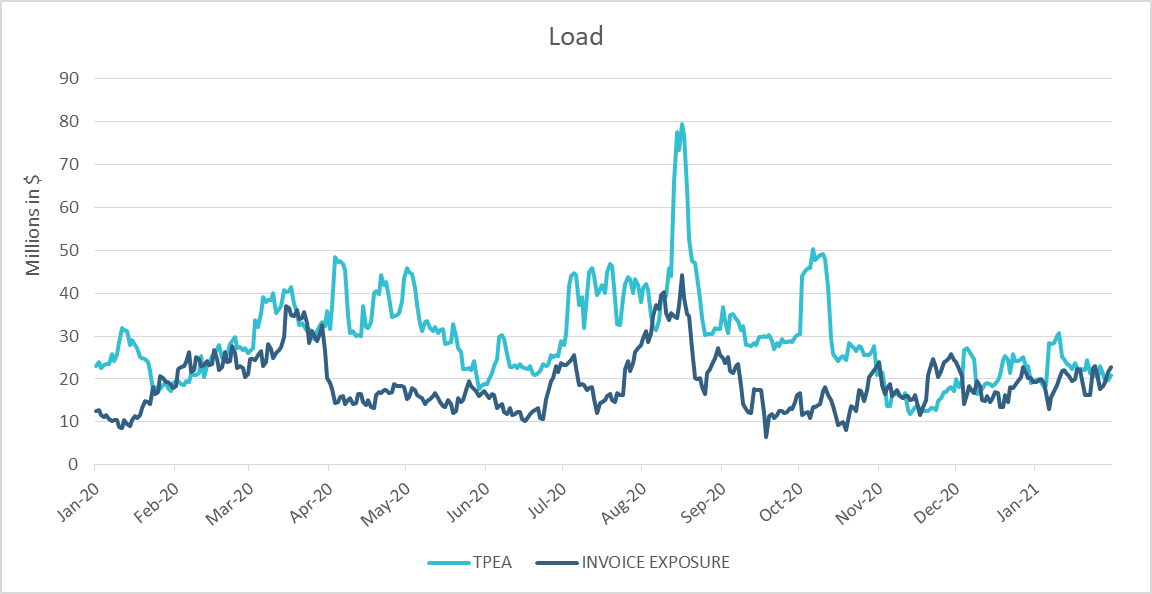 Load
Millions in $
90
80
70
60
50
40
30
20
10
0
Jan-20 Feb-20 Mar-20 Apr-20 May-20 Jun-20 Jul-20 Aug-20 Sep-20 Oct-20 Nov-20 Dec-20 Jan-21
TPEA INVOICE EXPOSURE